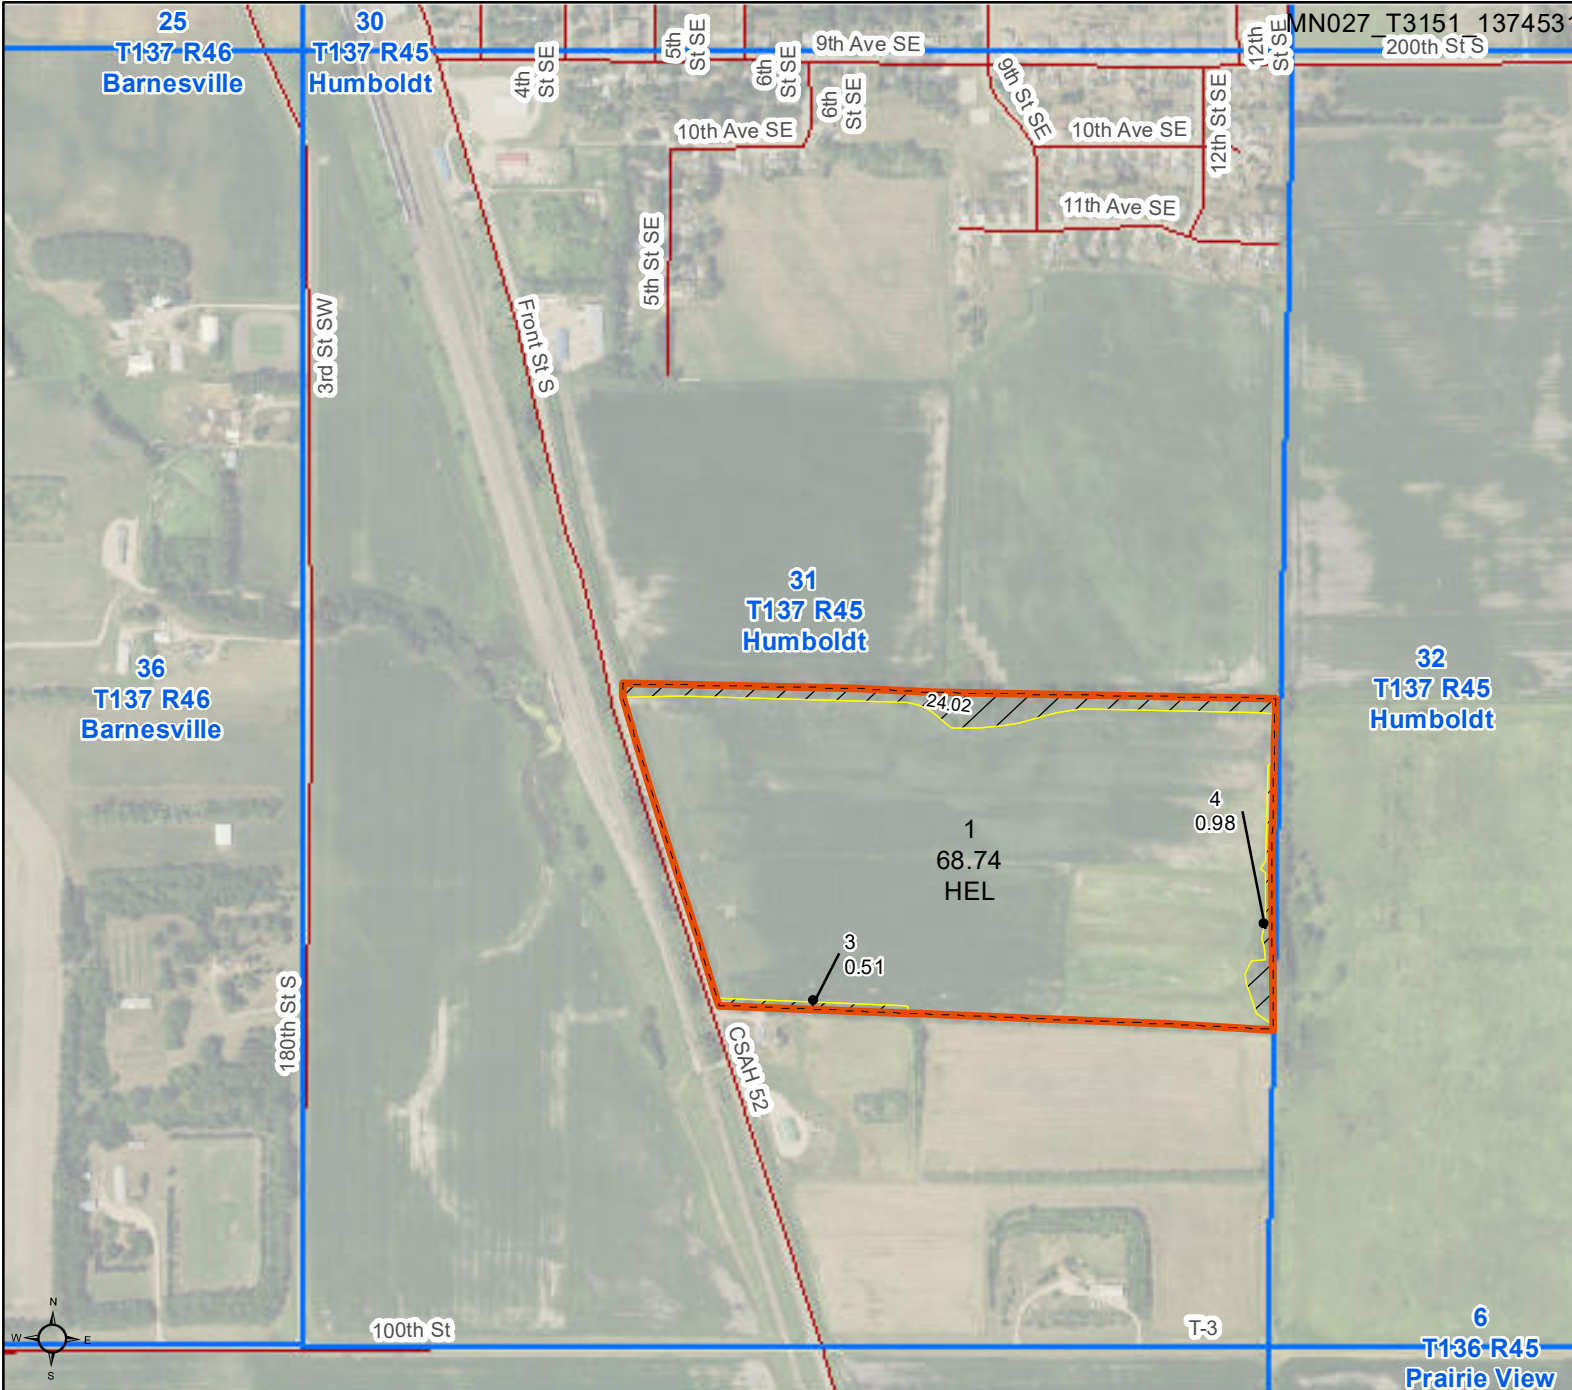 25
T137 R46
Barnesville
30
T137 R45
Humboldt
MN027_T3151_1374531
200th St S
9th Ave SE
4th
St SE
5th
St SE
6th
St SE
6th
St SE
9th St SE
12th
St SE
12th St SE
10th Ave SE
10th Ave SE
11th Ave SE
5th St SE
3rd St SW
Front St S
31
T137 R45
Humboldt
36
T137 R46
Barnesville
32
T137 R45
Humboldt
24.02
1
68.74
HEL
4
0.98
3
0.51
180th St S
CSAH 52
100th St
T-3
6
T136 R45
Prairie View
N
W
E
S